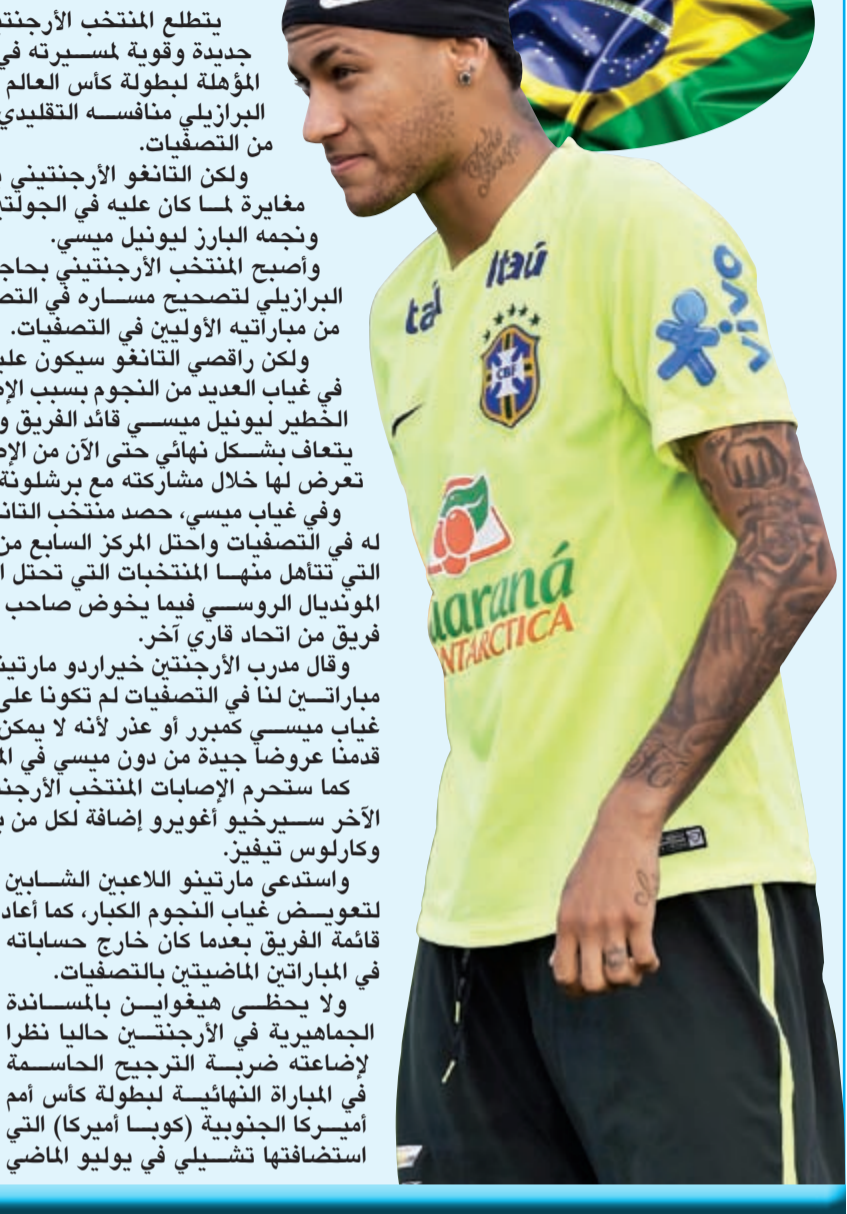 يتطلع المنتخب الأرجنتي
جديدة وقوية لمسيرته في
المؤهلة لبطولة كأس العالم
البرازيلي منافسه التقليدي
من التصفيات.
ولكن التانغو الأرجنتيني
مغايرة لما كان عليه في الجولتي
ونجمه البارز ليونيل ميسي.
وأصبح المنتخب الأرجنتيني بحاج
البرازيلي لتصحيح مساره في التص
من مباراتيه الأوليين في التصفيات.
ولكن راقصي التانغو سيكون علي
في غياب العديد من النجوم بسبب الإص
الخطير ليونيل ميسي قائد الفريق و
يتعاف بشكل نهائي حتى الآن من الإص
تعرض لها خلال مشاركته مع برشلونة
وفي غياب ميسي، حصد منتخب التان
له في التصفيات واحتل المركز السابع من
التي تتأهل منها المنتخبات التي تحتل ا
المونديال الروسي فيما يخوض صاحب
فريق من اتحاد قاري آخر.
وقال مدرب الأرجنتين خيراردو مارتين
مباراتين لنا في التصفيات لم تكونا على
غياب ميسي كمبرر أو عذر لأنه لا يمكن
قدمنا عروضا جيدة من دون ميسي في الم
كما ستحرم الإصابات المنتخب الأرجن
الآخر سيرخيو أغويرو إضافة لكل من ب
وكارلوس تيفيز.
واستدعى مارتينو اللاعبين الشابين
لتعويض غياب النجوم الكبار، كما أعاد
قائمة الفريق بعدما كان خارج حساباته
في المباراتين الماضيتين بالتصفيات.
ولا يحظى هيغواين بالمساندة
الجماهيرية في الأرجنتين حاليا نظرا
لإضاعته ضربة الترجيح الحاسمة
في المباراة النهائية لبطولة كأس أمم
أميركا الجنوبية (كوبا أميركا) التي
استضافتها تشيلي في يوليو الماضي
Itaú
Ita
vivo
CBF
uaraná
NTARCTICA